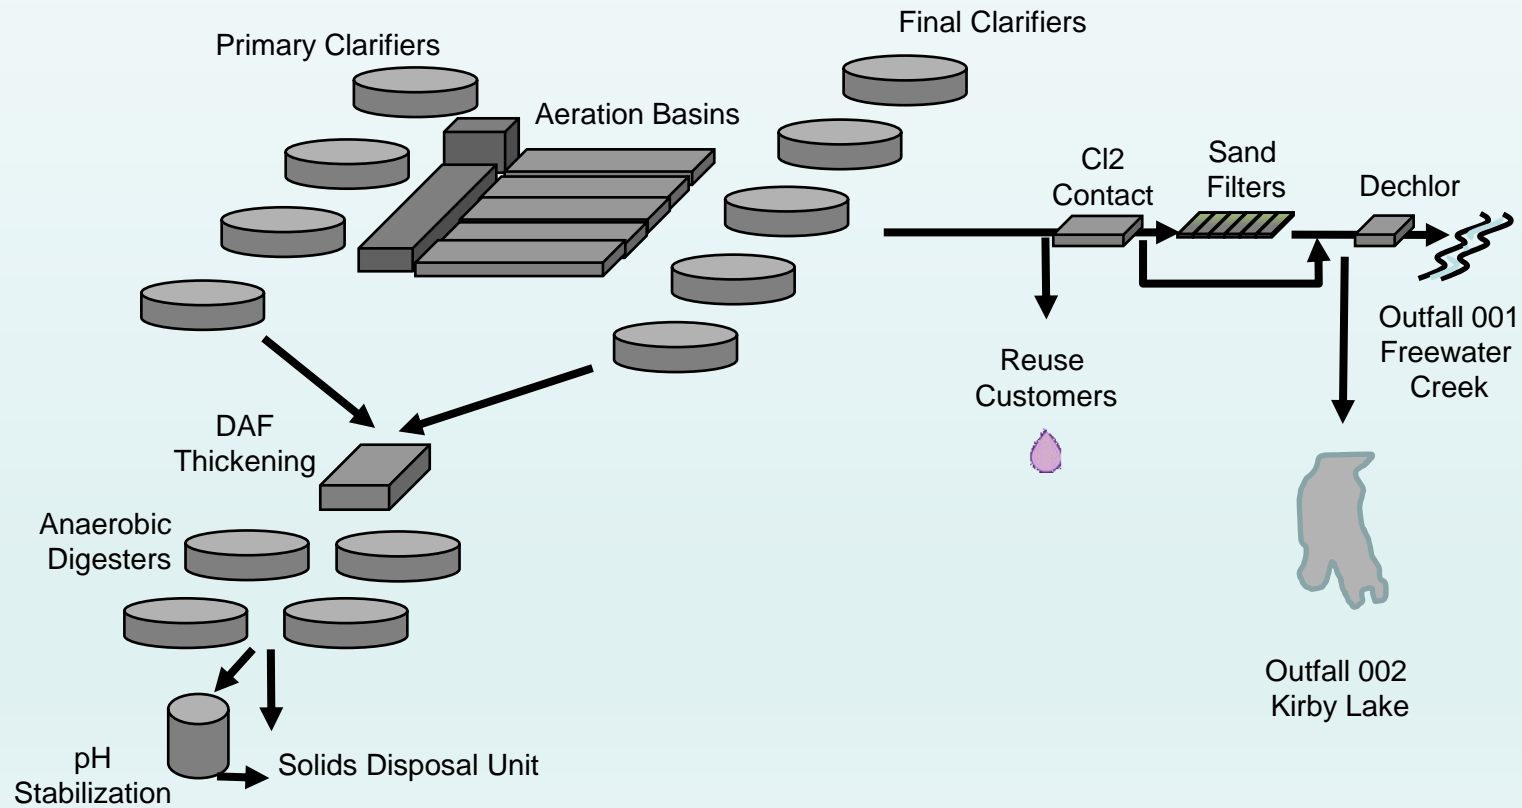 Final Clarifiers
Primary Clarifiers
Aeration Basins
Cl2
Contact
Sand
Filters
Dechlor
Outfall 001
Freewater
Creek
Reuse
Customers
DAF
Thickening
Anaerobic
Digesters
Outfall 002
Kirby Lake
pH
Stabilization
Solids Disposal Unit